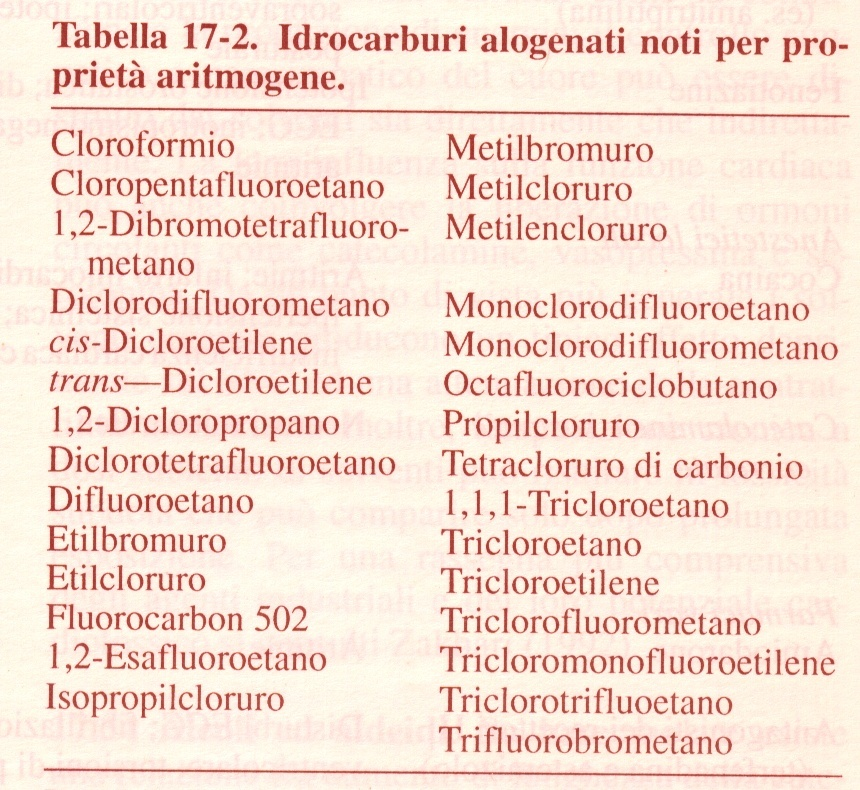 Tabella 17-2. Idrocarburi alogenati noti per pro-
prietà aritmogene.
Cloroformio
Cloropentafluoroetano
1,2-Dibromotetrafluoro-
metano
Diclorodifluorometano
cis-Dicloroetilene
trans—Dicloroetilene
1,2-Dicloropropano
Diclorotetrafluoroetano
Difluoroetano
Etilbromuro
Etilcloruro
Fluorocarbon 502
1,2-Esafluoroetano
Isopropilcloruro
Metilbromuro
Metilcloruro
Metilencloruro
Monoclorodifluoroetano
Monoclorodifluorometano
Octafluorociclobutano
Propilcloruro
Tetracloruro di carbonio
1,1,1-Tricloroetano
Tricloroetano
Tricloroetilene
Triclorofluorometano
Tricloromonofluoroetilene
Triclorotrifluoetano
Trifluorobrometano